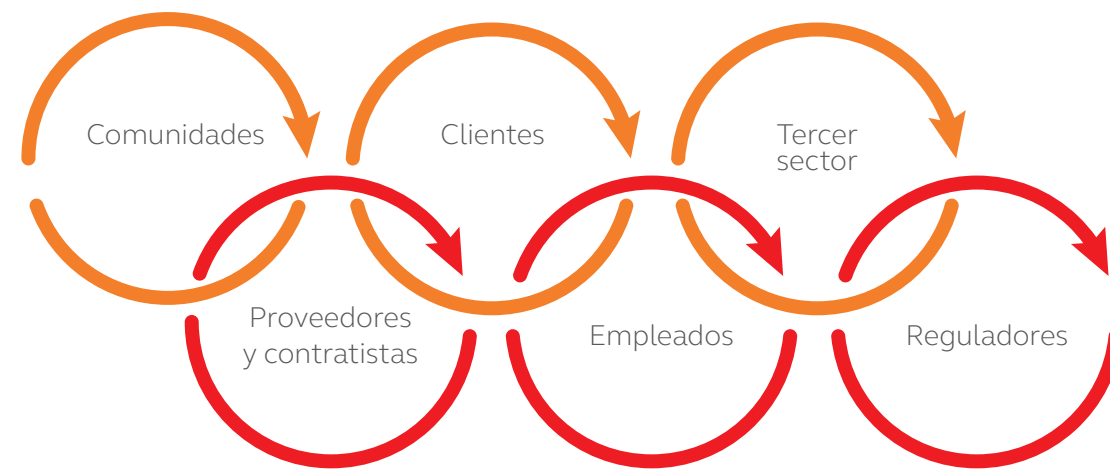 Comunidades
Clientes
Tercer
sector
Proveedores
y contratistas
Empleados
Reguladores